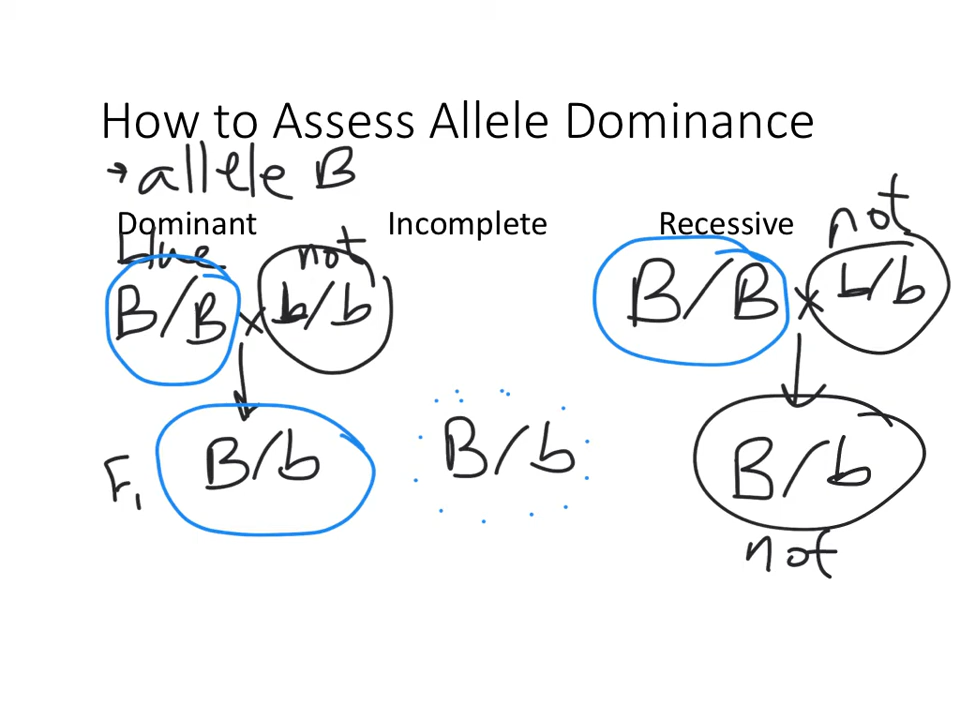 How to Assess Allele Dominance
→ allele B
Dominant Incomplete Recessive not
blue not
B/B x b/b B/B x b/b
F1 B/b B/b B/b
not